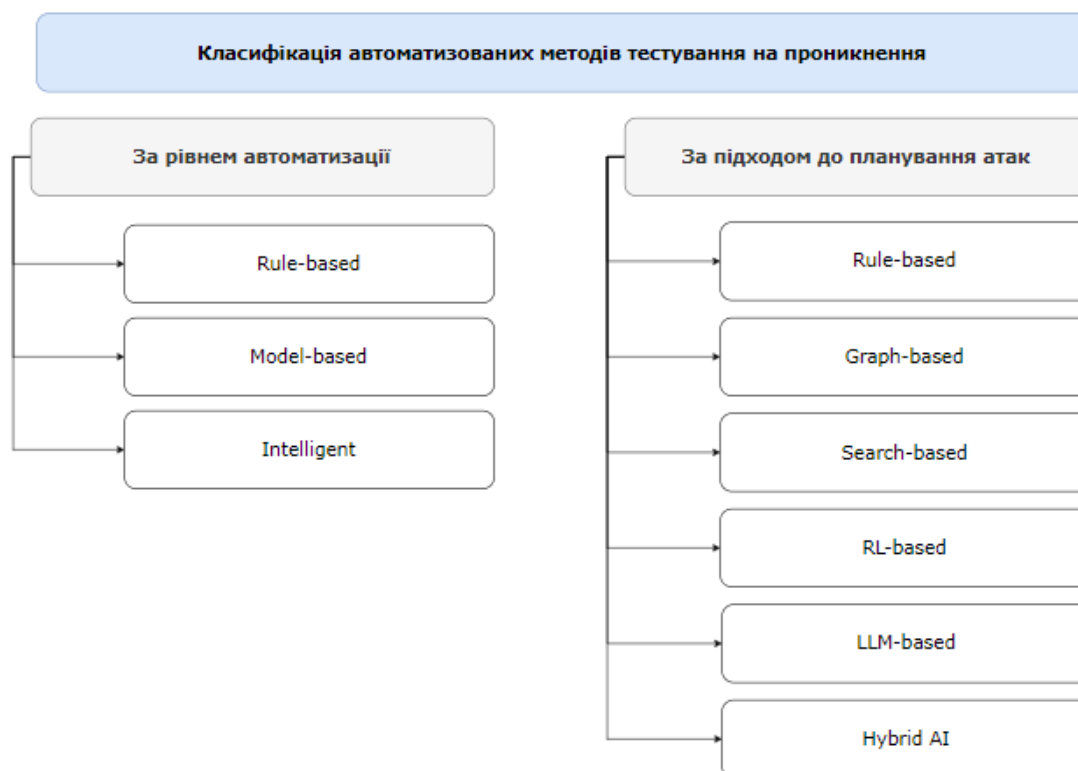 Класифікація автоматизованих методів тестування на проникнення
За рівнем автоматизації
Rule-based
Model-based
Intelligent
За підходом до планування атак
Rule-based
Graph-based
Search-based
RL-based
LLM-based
Hybrid AI